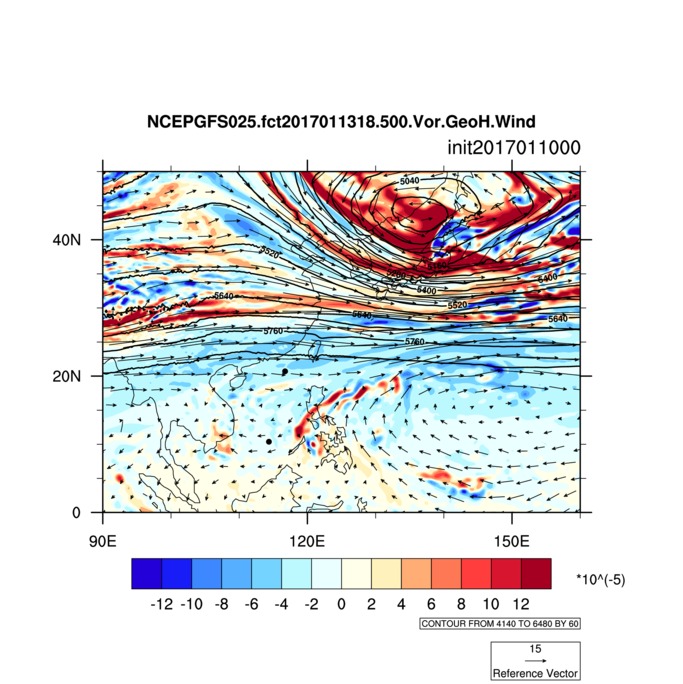 NCEPGFS025.fct2017011318.500.Vor.GeoH.Wind
init2017011000
5040
40N
5520
5400
5400
5640
5520
5640
5640
5760
5760
20N
0
90E 120E 150E
-12 -10 -8 -6 -4 -2 0 2 4 6 8 10 12
*10^(-5)
CONTOUR FROM 4140 TO 6480 BY 60
15
Reference Vector